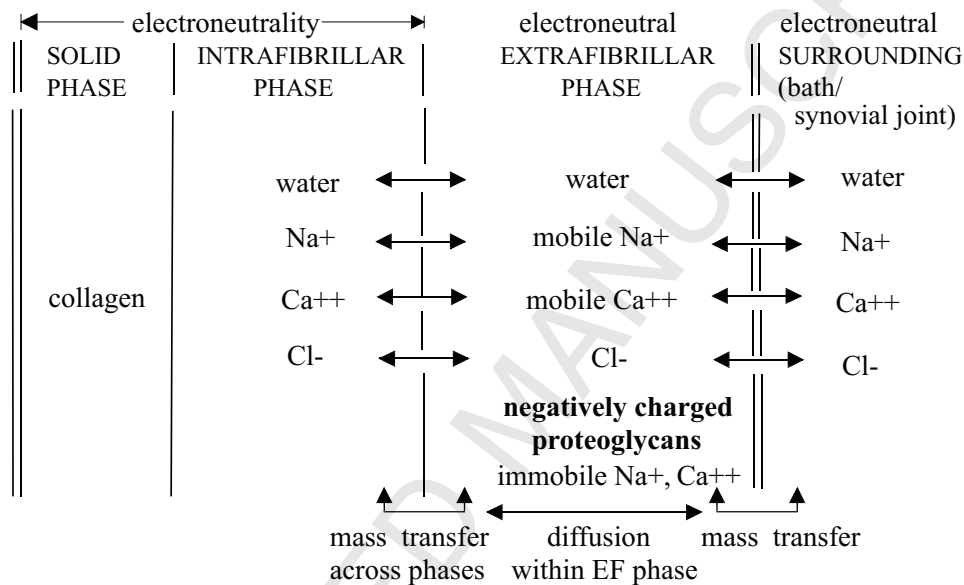 electroneutrality electroneutral electroneutral
SOLID INTRAFIBRILLAR EXTRAFIBRILLAR SURROUNDING
PHASE PHASE PHASE (bath/
synovial joint)
water water water
Na+ mobile Na+ Na+
collagen Ca++ mobile Ca++ Ca++
Cl- Cl- Cl-
negatively charged
proteoglycans
immobile Na+, Ca++
mass transfer diffusion mass transfer
across phases within EF phase